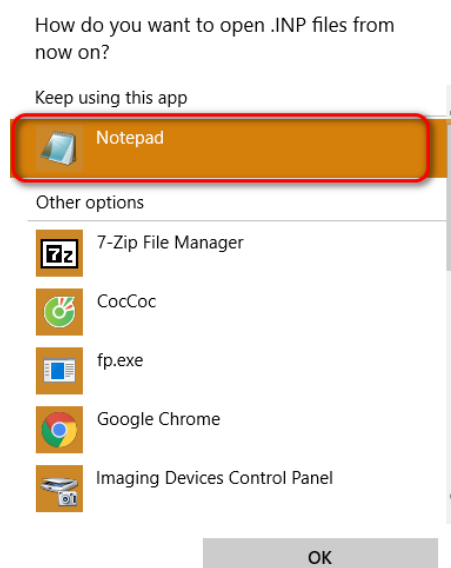 How do you want to open .INP files from
now on?
Keep using this app
Notepad
Other options
7-Zip File Manager
CocCoc
fp.exe
Google Chrome
Imaging Devices Control Panel
OK